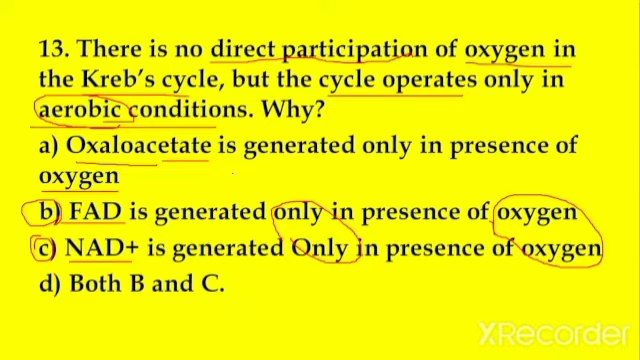 13. There is no direct participation of oxygen in
the Kreb's cycle, but the cycle operates only in
aerobic conditions. Why?
a) Oxaloacetate is generated only in presence of
oxygen
b) FAD is generated only in presence of oxygen
c) NAD+ is generated Only in presence of oxygen
d) Both B and C.
XRecorder